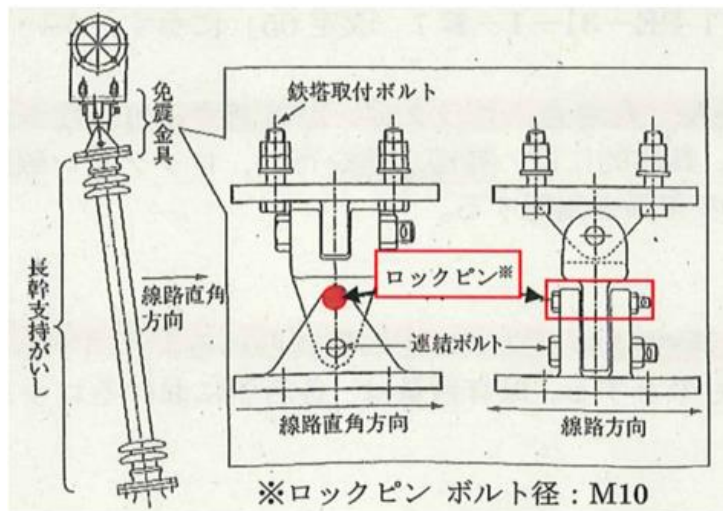 鉄塔取付ボルト
免震金具
ロックピン※
長幹支持がいし
線路直角
方向
連結ボルト
線路直角方向
線路方向
※ロックピン ボルト径：M10